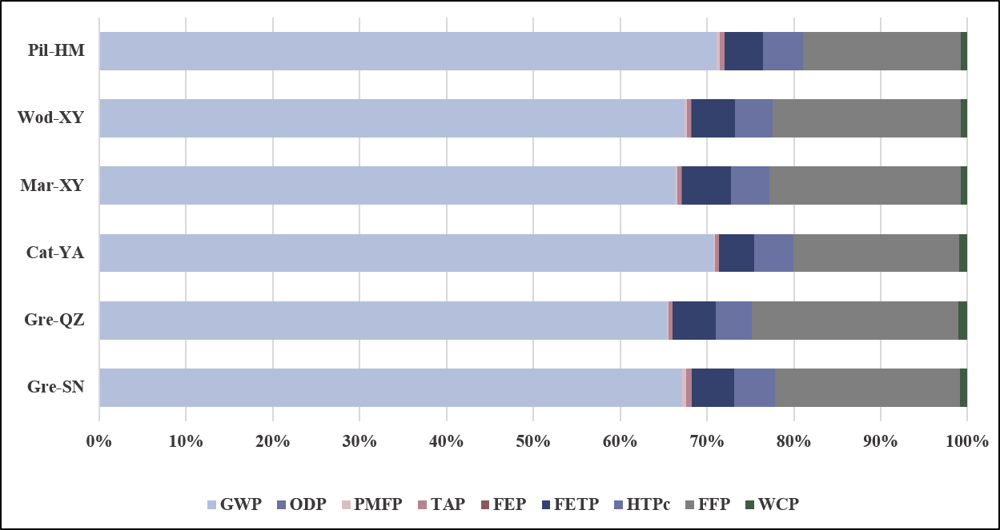 Pil-HM
Wod-XY
Mar-XY
Cat-YA
Gre-QZ
Gre-SN
0% 10% 20% 30% 40% 50% 60% 70% 80% 90% 100%
GWP ODP PMFP TAP FEP FETP HTPc FFP WCP